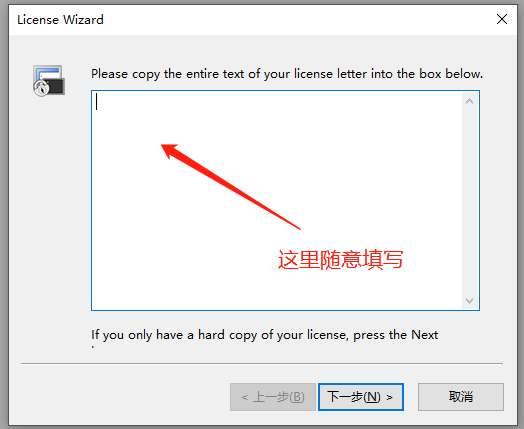 License Wizard
Please copy the entire text of your license letter into the box below.
这里随意填写
If you only have a hard copy of your license, press the Next
< 上一步(B)
下一步(N) >
取消